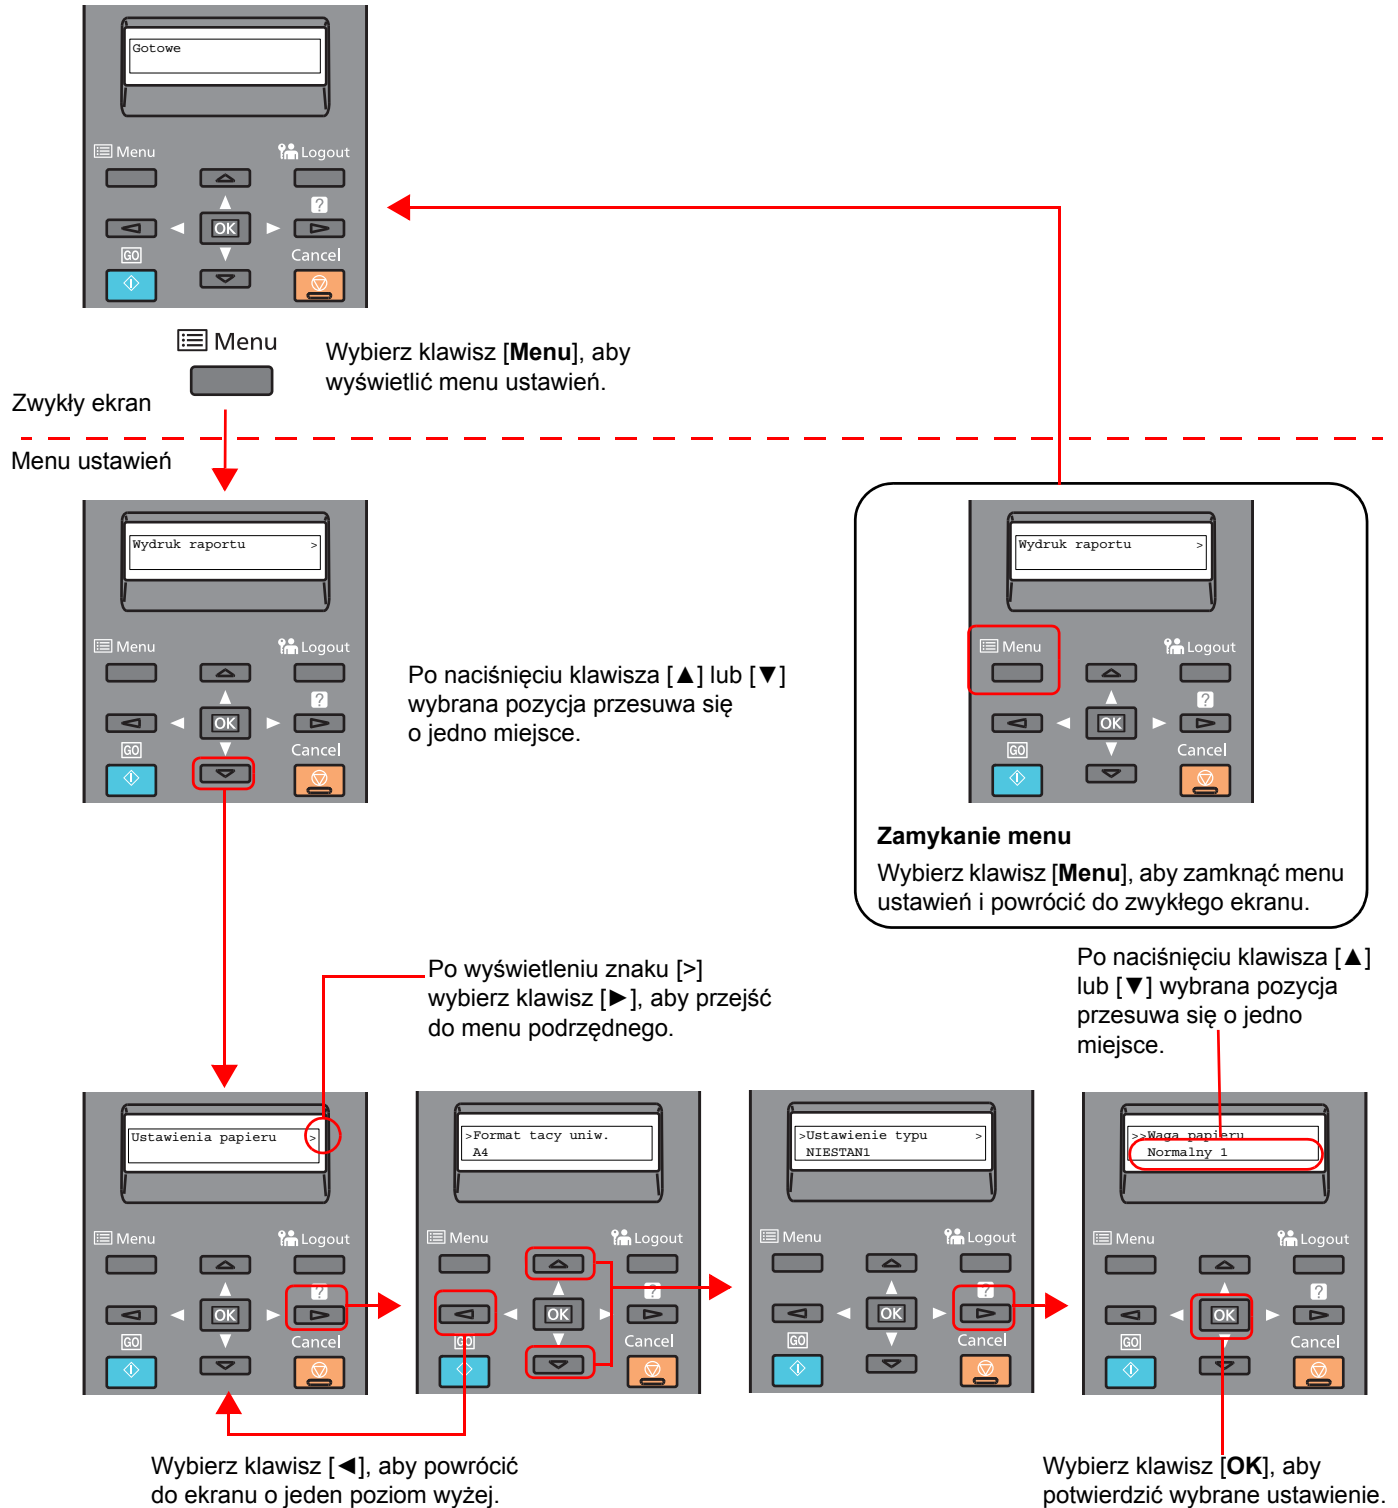 Gotowe
Menu
Logout
?
OK
GO
Cancel
Menu
Wybierz klawisz [Menu], aby
wyświetlić menu ustawień.
Zwykły ekran
Menu ustawień
Wydruk raportu >
Menu
Logout
?
OK
GO
Cancel
Po naciśnięciu klawisza [▲] lub [▼]
wybrana pozycja przesuwa się
o jedno miejsce.
Wydruk raportu >
Menu
Logout
?
OK
GO
Cancel
Zamykanie menu
Wybierz klawisz [Menu], aby zamknąć menu
ustawień i powrócić do zwykłego ekranu.
Po wyświetleniu znaku [>]
wybierz klawisz [►], aby przejść
do menu podrzędnego.
Po naciśnięciu klawisza [▲]
lub [▼] wybrana pozycja
przesuwa się o jedno
miejsce.
Ustawienia papieru >
Menu
Logout
?
OK
GO
Cancel
>Format tacy uniw.
A4
Menu
Logout
?
OK
GO
Cancel
>Ustawienie typu >
NIESTAN1
Menu
Logout
?
OK
GO
Cancel
>>Waga papieru
Normalny 1
Menu
Logout
?
OK
GO
Cancel
Wybierz klawisz [◄], aby powrócić
do ekranu o jeden poziom wyżej.
Wybierz klawisz [OK], aby
potwierdzić wybrane ustawienie.